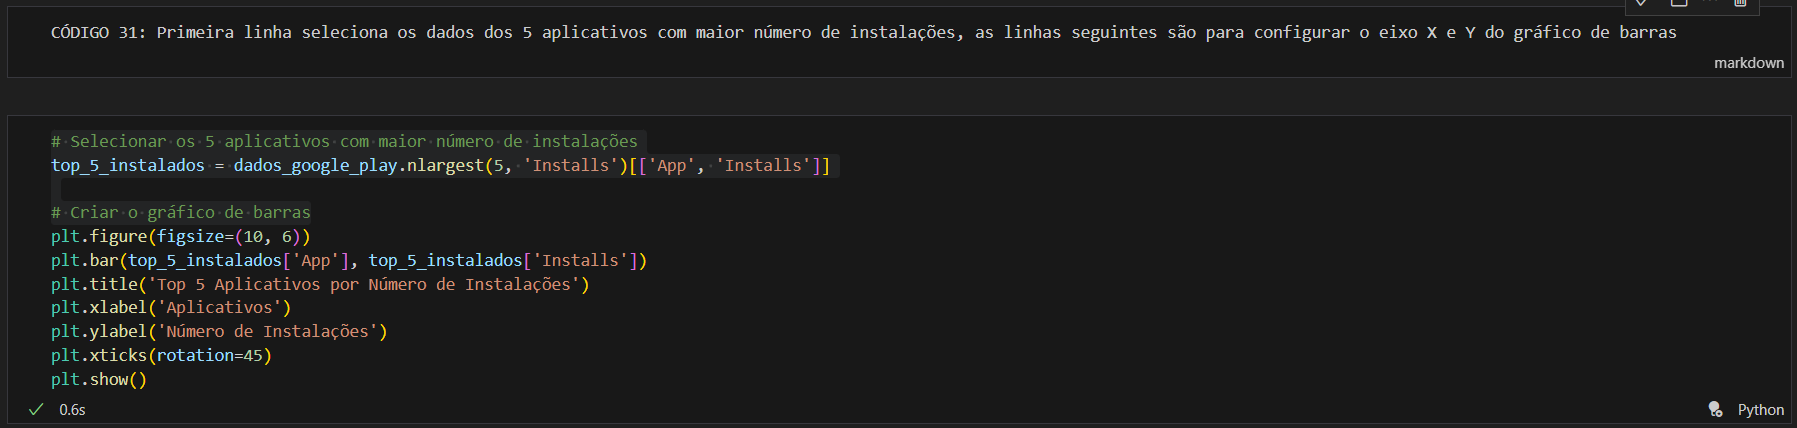 CÓDIGO 31: Primeira linha seleciona os dados dos 5 aplicativos com maior número de instalações, as linhas seguintes são para configurar o eixo X e Y do gráfico de barras
markdown
# Selecionar os 5 aplicativos com maior número de instalações
top_5_instalados = dados_google_play.nlargest(5, 'Installs')[['App', 'Installs']]
# Criar o gráfico de barras
plt.figure(figsize=(10, 6))
plt.bar(top_5_instalados['App'], top_5_instalados['Installs'])
plt.title('Top 5 Aplicativos por Número de Instalações')
plt.xlabel('Aplicativos')
plt.ylabel('Número de Instalações')
plt.xticks(rotation=45)
plt.show()
0.6s
Python